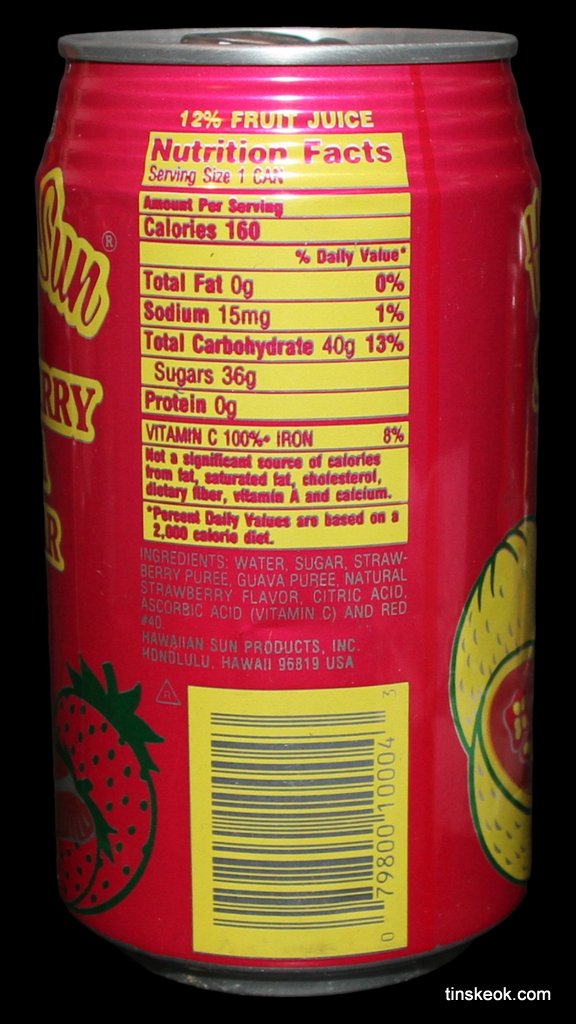 12% FRUIT JUICE
Nutrition Facts
Serving Size 1 CAN
Amount Per Serving
Calories 160
% Daily Value*
Total Fat 0g 0%
Sodium 15mg 1%
Total Carbohydrate 40g 13%
Sugars 36g
Protein 0g
VITAMIN C 100%• IRON 8%
Not a significant source of calories
from fat, saturated fat, cholesterol,
dietary fiber, vitamin A and calcium.
*Percent Daily Values are based on a
2,000 calorie diet.
INGREDIENTS: WATER, SUGAR, STRAW-
BERRY PUREE, GUAVA PUREE, NATURAL
STRAWBERRY FLAVOR, CITRIC ACID,
ASCORBIC ACID (VITAMIN C) AND RED
#40.
HAWAIIAN SUN PRODUCTS, INC.
HONOLULU, HAWAII 96819 USA
R
0 79800 10004 3
Sun®
RRY
R
tinskeok.com